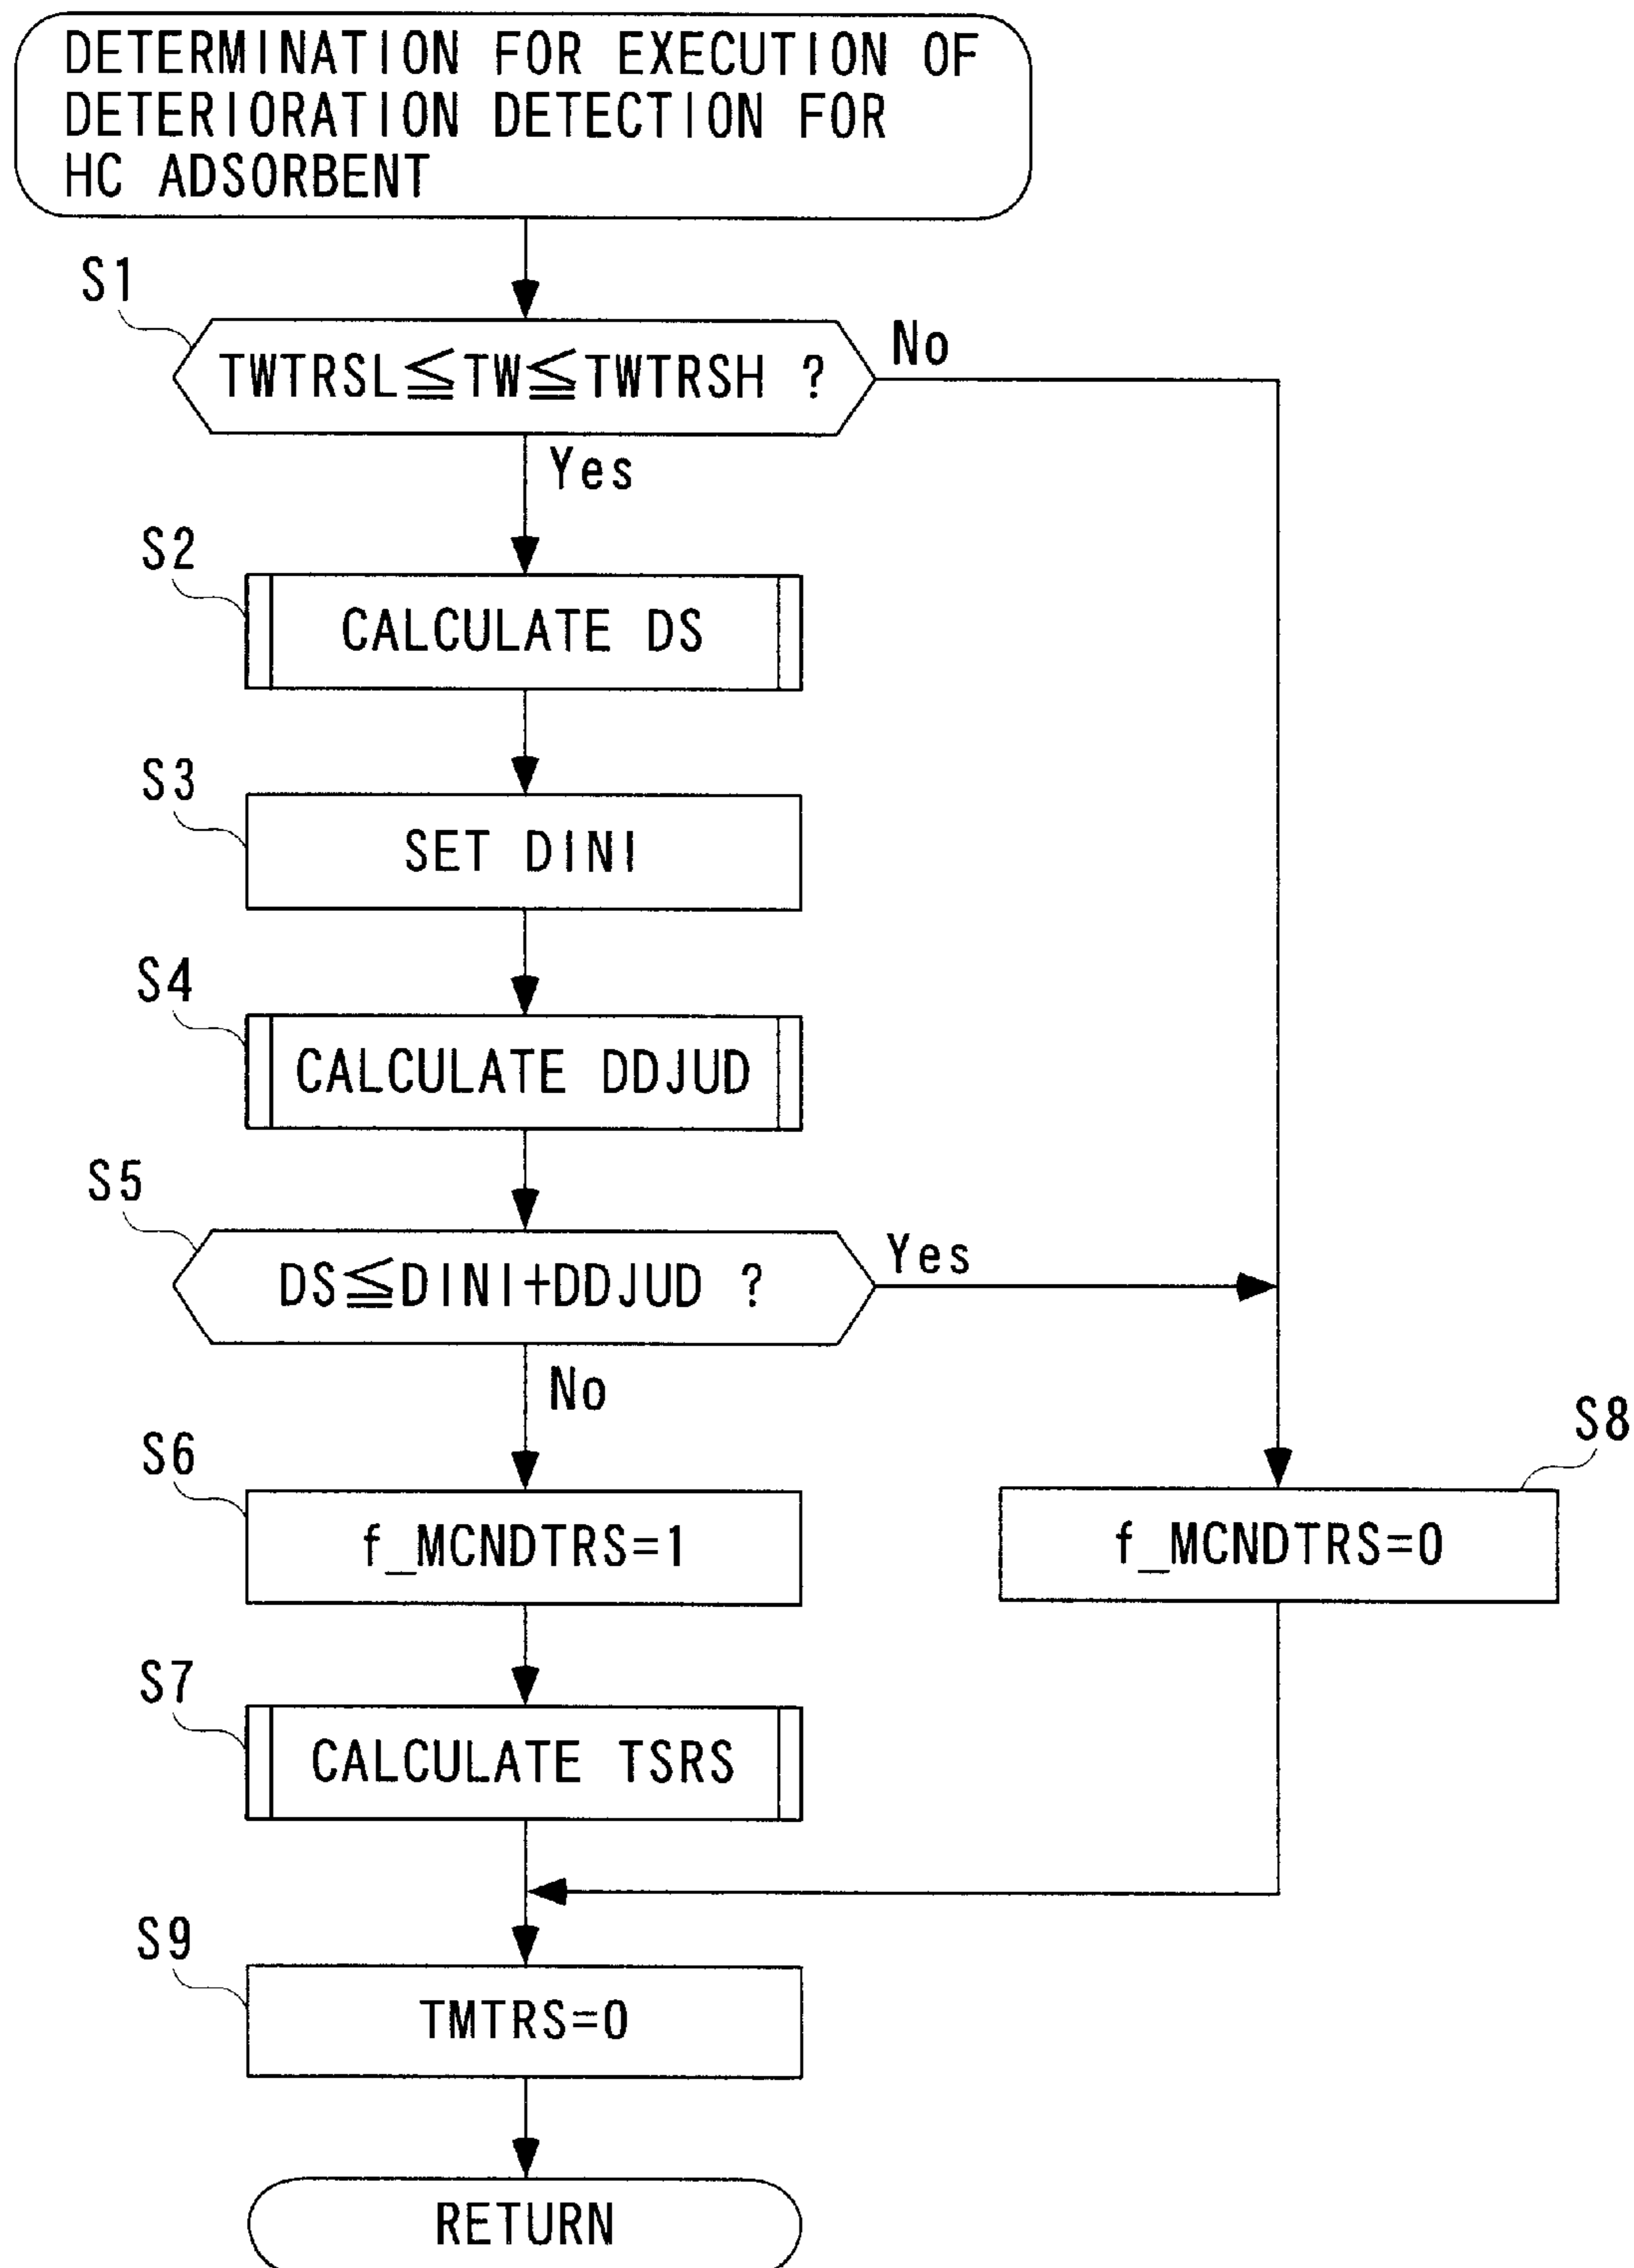 DETERMINATION FOR EXECUTION OF
DETERIORATION DETECTION FOR
HC ADSORBENT
S1
TWTRSL≦TW≦TWTRSH ?
No
Yes
S2
CALCULATE DS
S3
SET DINI
S4
CALCULATE DDJUD
S5
DS≦DINI+DDJUD ?
Yes
No
S6
f_MCNDTRS=1
S8
f_MCNDTRS=0
S7
CALCULATE TSRS
S9
TMTRS=0
RETURN